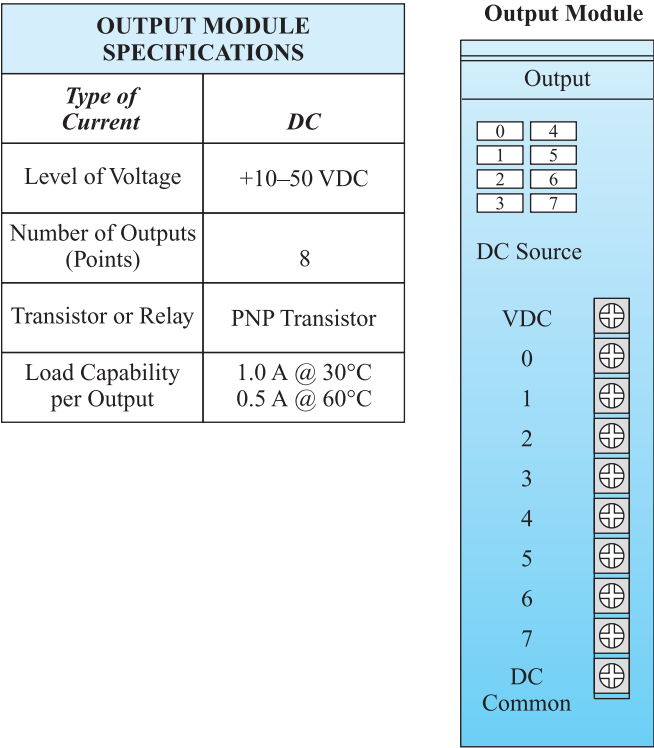 OUTPUT MODULE
SPECIFICATIONS
Type of
Current
DC
Level of Voltage
+10–50 VDC
Number of Outputs
(Points)
8
Transistor or Relay
PNP Transistor
Load Capability
per Output
1.0 A @ 30°C
0.5 A @ 60°C
Output Module
Output
0 4
1 5
2 6
3 7
DC Source
VDC
0
1
2
3
4
5
6
7
DC
Common